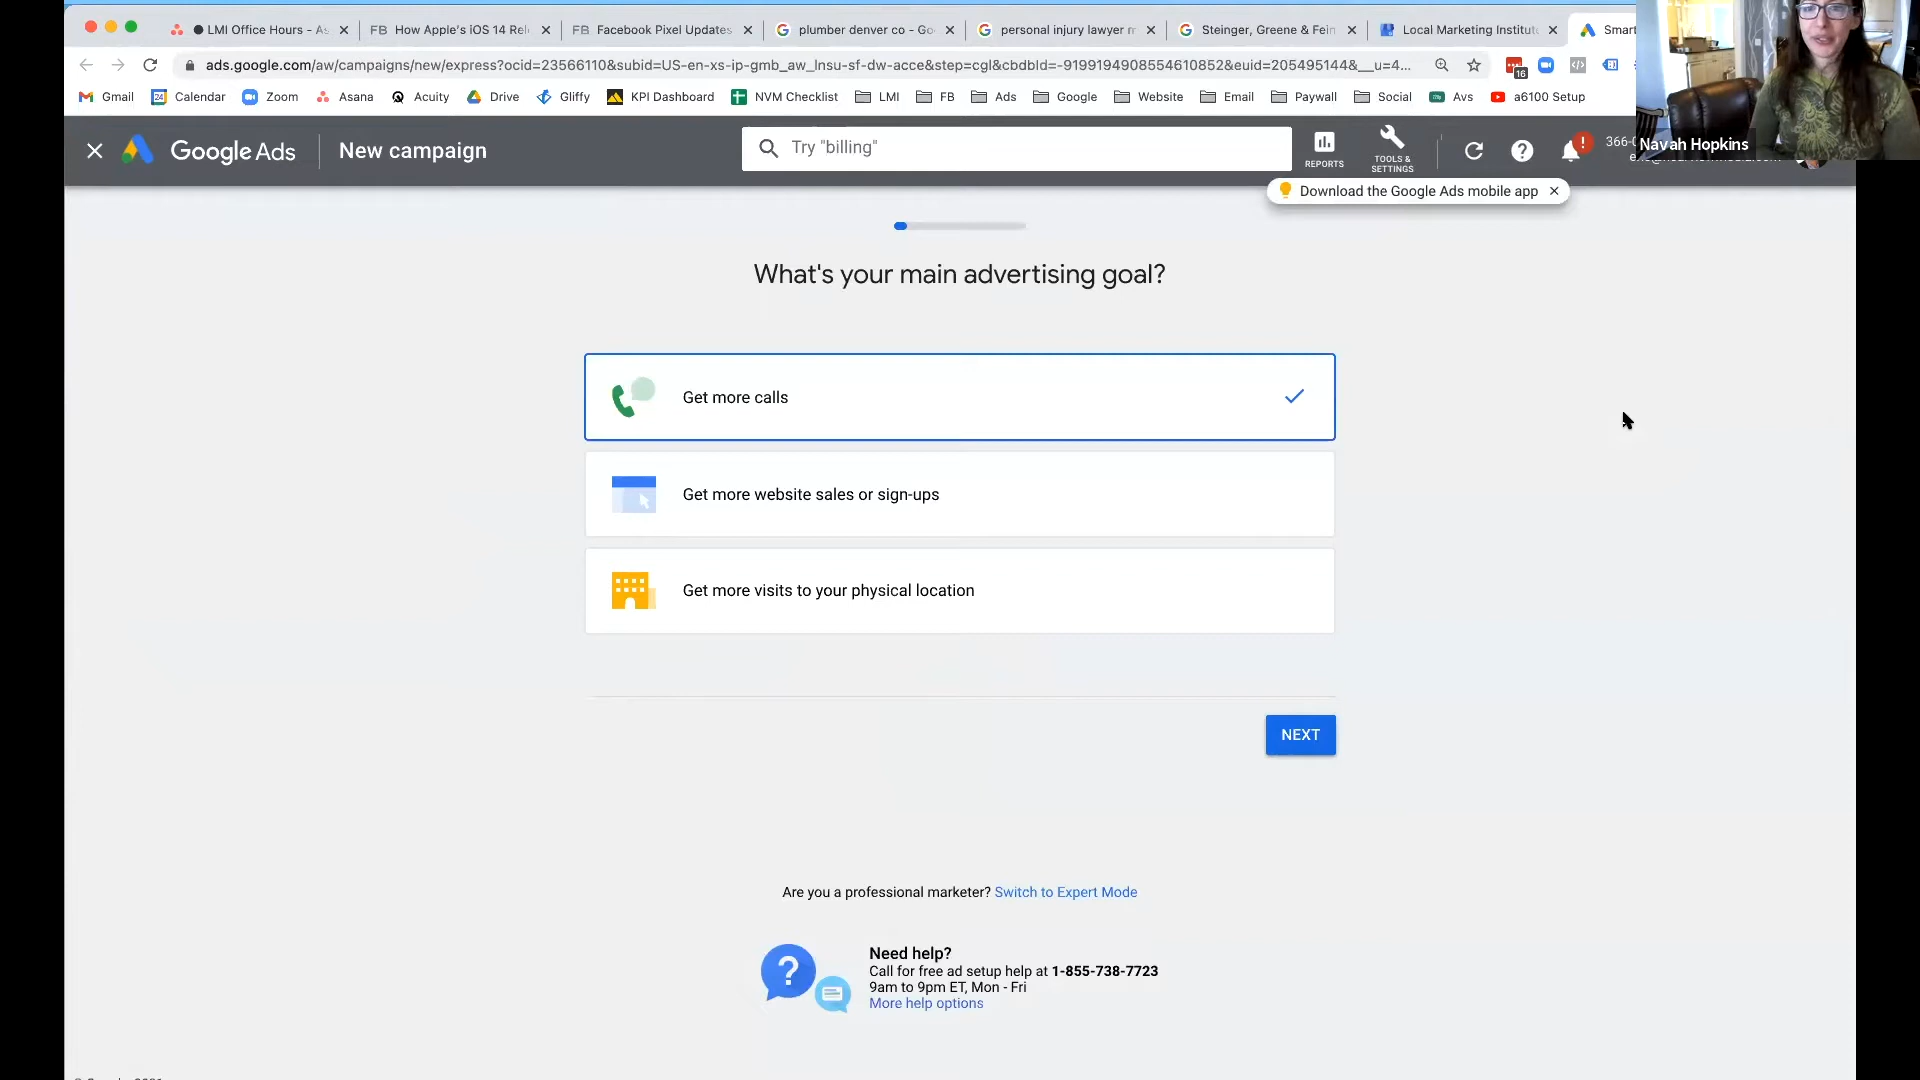 LMI Office Hours - As
FB How Apple's iOS 14 Rel
FB Facebook Pixel Updates
plumber denver co - Go
personal injury lawyer m
Steinger, Greene & Fein
Local Marketing Institut
Smart
ads.google.com/aw/campaigns/new/express?ocid=23566110&subid=US-en-xs-ip-gmb_aw_lnsu-sf-dw-acce&step=cgl&cbdbId=-9199194908554610852&euid=205495144&__u=4...
16
Gmail
24
Calendar
Zoom
Asana
Acuity
Drive
Gliffy
KPI Dashboard
NVM Checklist
LMI
FB
Ads
Google
Website
Email
Paywall
Social
Avs
a6100 Setup
Navah Hopkins
Google Ads
New campaign
Try "billing"
REPORTS
TOOLS &
SETTINGS
?
!
366-
Download the Google Ads mobile app
What's your main advertising goal?
Get more calls
Get more website sales or sign-ups
Get more visits to your physical location
NEXT
Are you a professional marketer? Switch to Expert Mode
?
Need help?
Call for free ad setup help at 1-855-738-7723
9am to 9pm ET, Mon - Fri
More help options